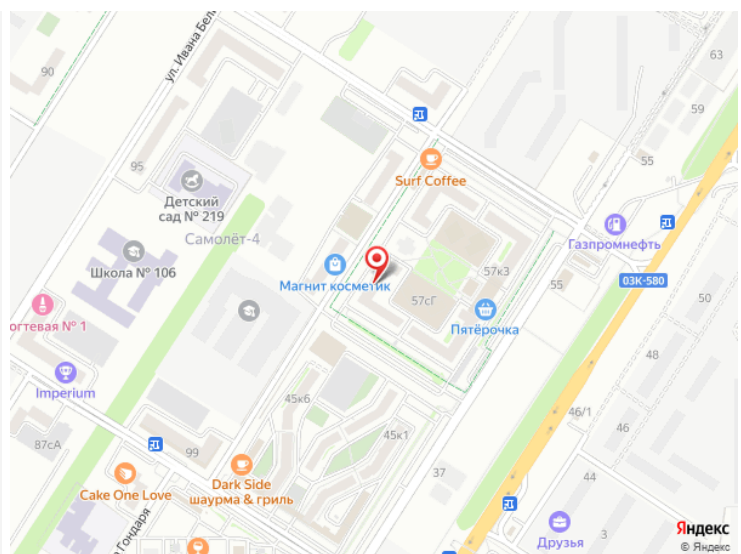 90
ул. Ивана Бел
63
59
95
Surf Coffee
55
Детский
сад № 219
Самолёт-4
Газпромнефть
Школа № 106
Магнит косметик
57к3
57сГ
03К-580
55
50
огтевая № 1
Пятёрочка
48
Imperium
45к6
46/1
46
87сА
99
45к1
37
44
Dark Side
шаурма & гриль
Cake One Love
Гондаря
Друзья
3
Яндекс
© Яндекс